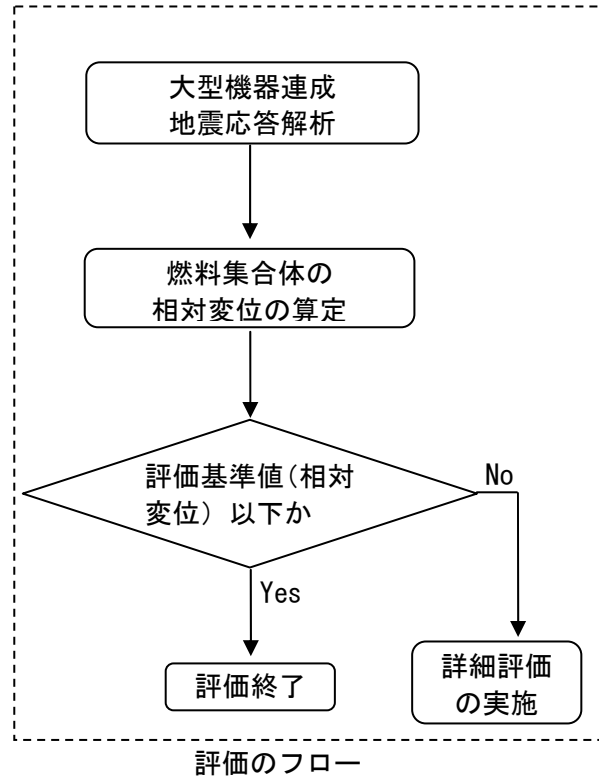 大型機器連成
地震応答解析
燃料集合体の
相対変位の算定
評価基準値(相対
変位) 以下か
No
Yes
評価終了
詳細評価
の実施
評価のフロー